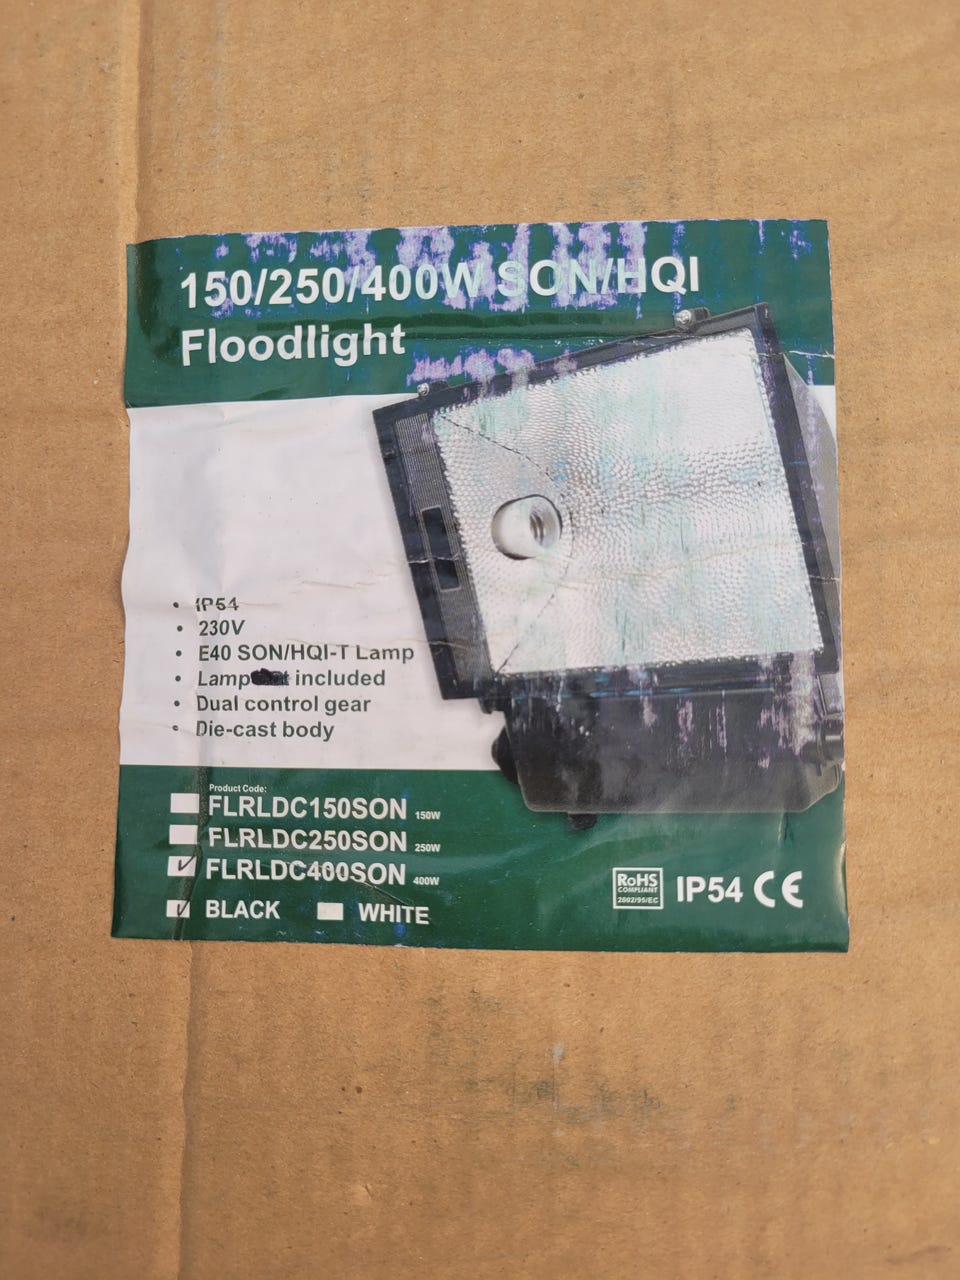 150/250/400W SON/HQI
Floodlight
• IP54
• 230V
• E40 SON/HQI-T Lamp
• Lamp included
• Dual control gear
• Die-cast body
Product Code:
FLRLDC150SON 150W
FLRLDC250SON 250W
FLRLDC400SON 400W
BLACK WHITE
RoHS
COMPLIANT
2002/95/EC
IP54 CE